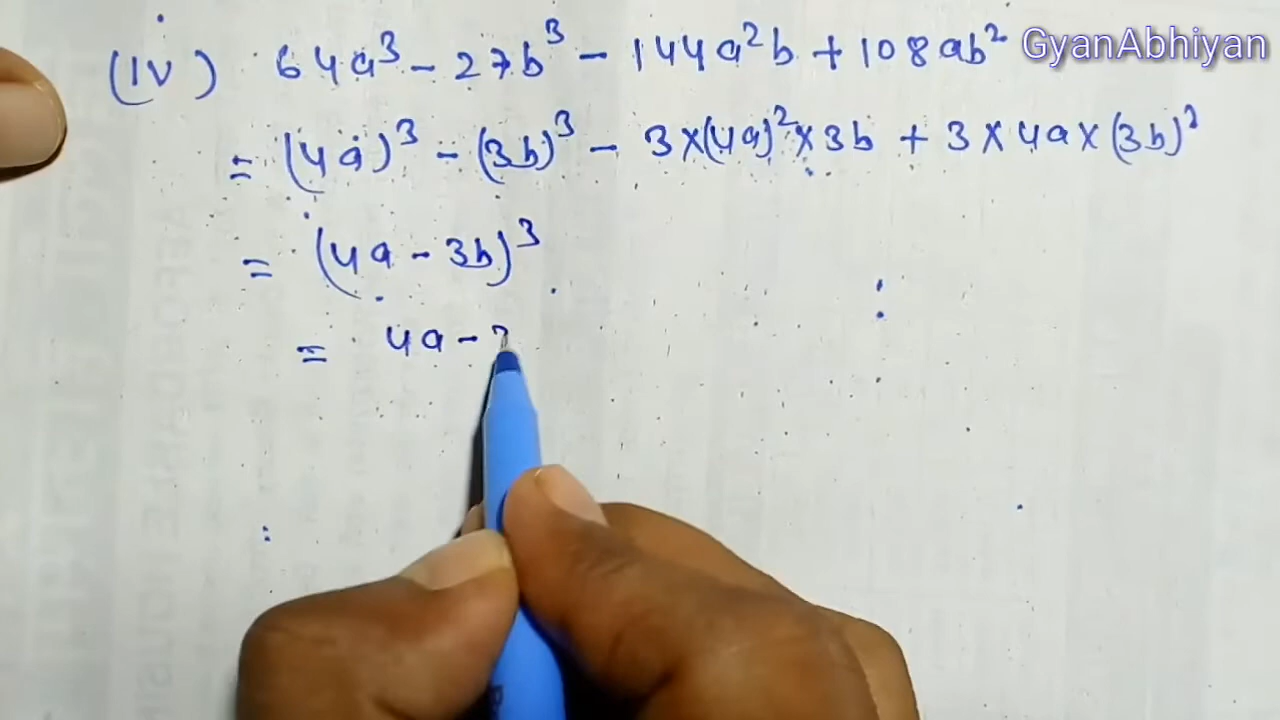 (iv) 64a³ - 27b³ - 144a²b + 108ab² GyanAbhiyan
= (4a)³ - (3b)³ - 3×(4a)²×3b + 3×4a×(3b)²
= (4a - 3b)³
= 4a -